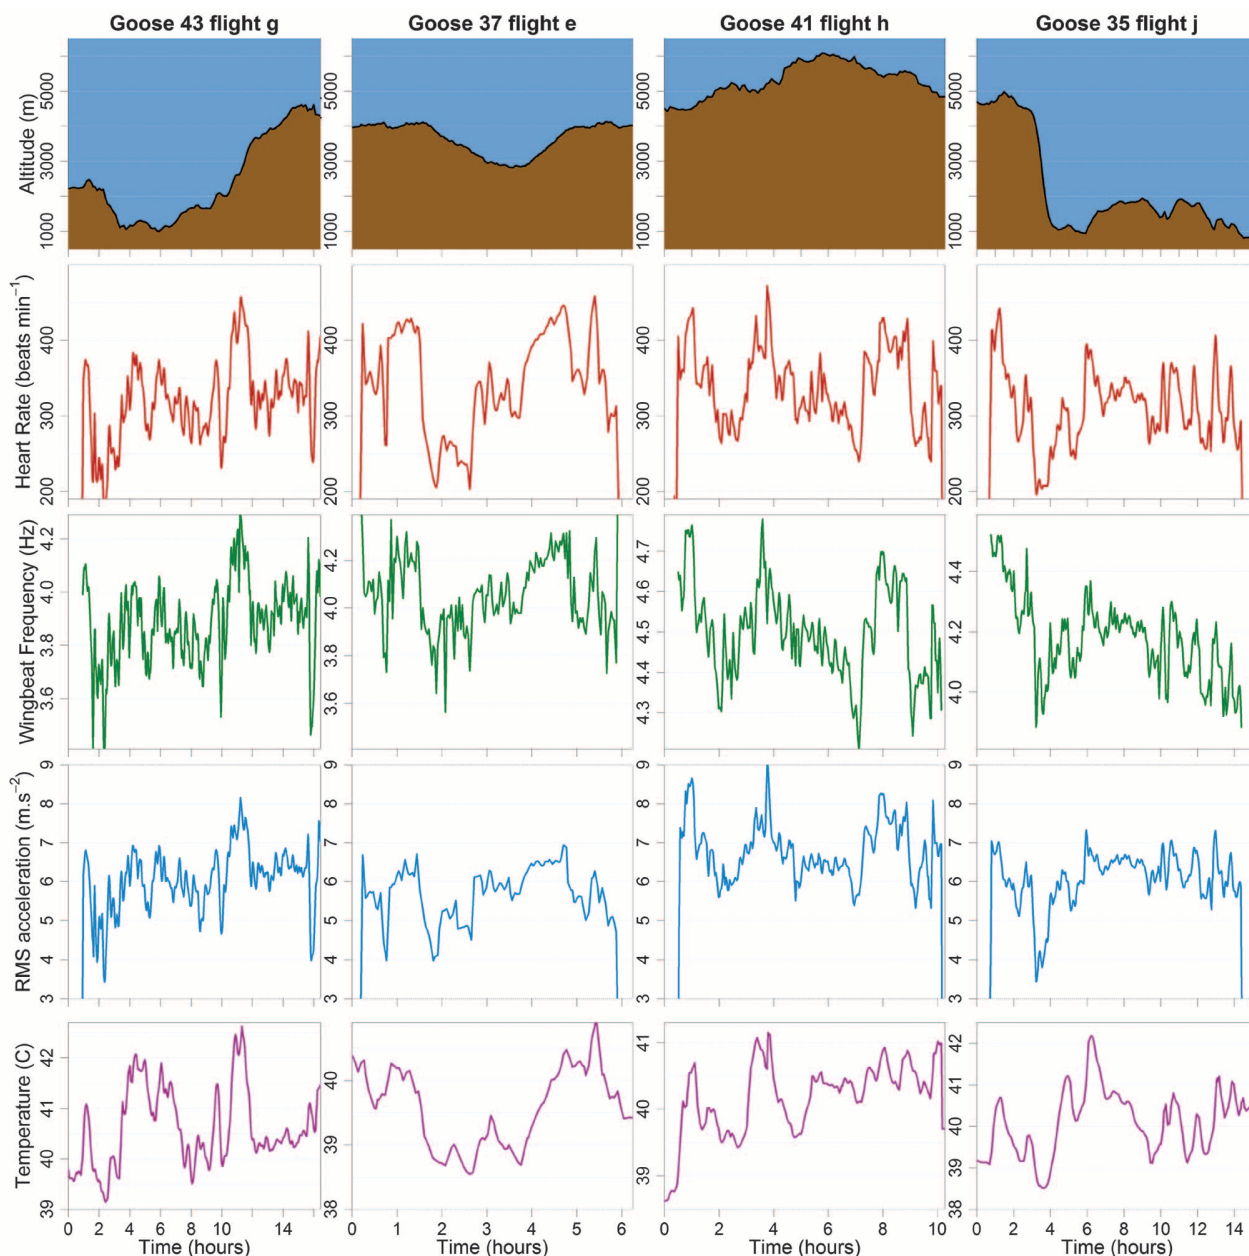 Goose 43 flight g Goose 37 flight e Goose 41 flight h Goose 35 flight j
Altitude (m)
5000 5000 5000 5000
3000 3000 3000 3000
1000 1000 1000 1000
Heart Rate (beats min⁻¹)
400 400 400 400
300 300 300 300
200 200 200 200
Wingbeat Frequency (Hz)
4.2 4.0 3.8 3.6
4.2 4.0 3.8 3.6
4.7 4.6 4.5 4.4 4.3
4.4 4.2 4.0
RMS acceleration (m.s⁻²)
9 8 7 6 5 4 3
9 8 7 6 5 4 3
9 8 7 6 5 4 3
9 8 7 6 5 4 3
Temperature (C)
42 41 40 39
40 39 38
41 40 39
42 41 40 39 38
0 2 4 6 8 10 12 14 0 1 2 3 4 5 6 0 2 4 6 8 10 0 2 4 6 8 10 12 14
Time (hours) Time (hours) Time (hours) Time (hours)